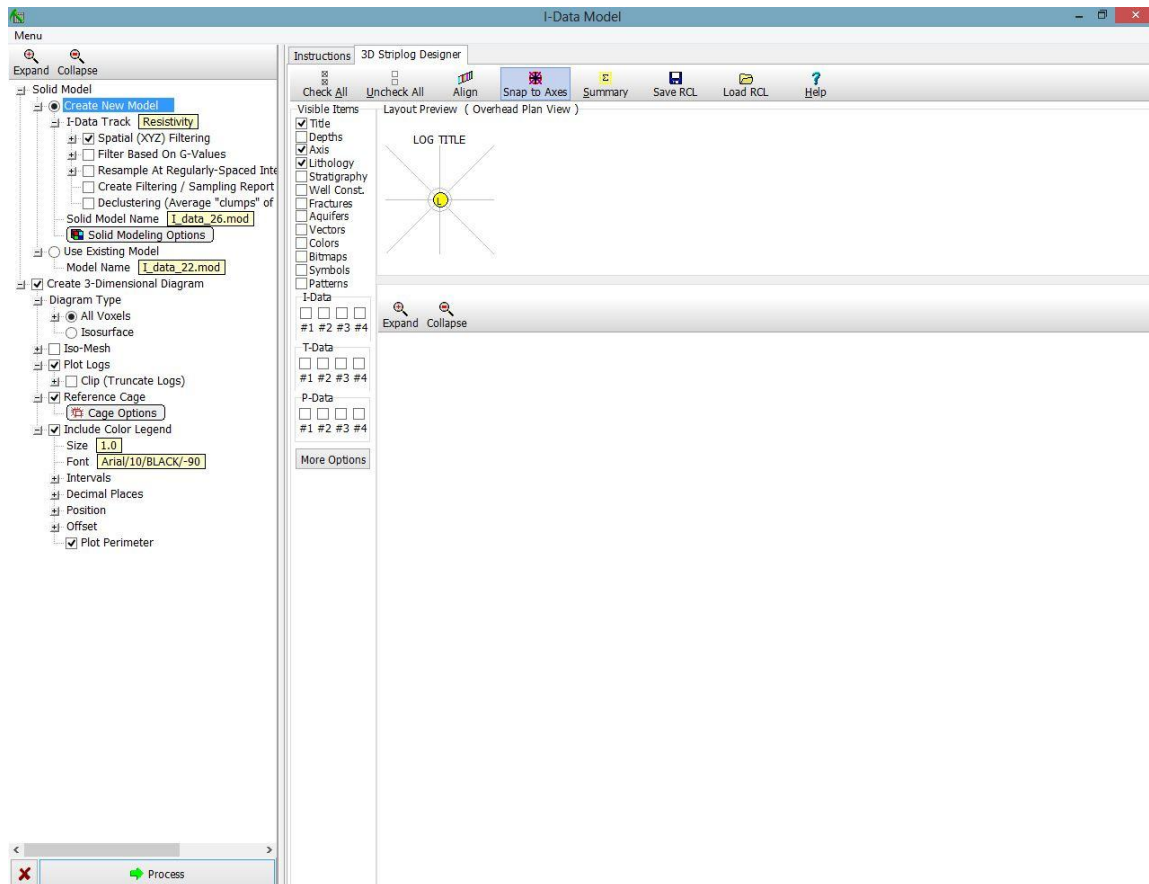 I-Data Model
Menu
Expand Collapse
Solid Model
Create New Model
I-Data Track Resistivity
Spatial (XYZ) Filtering
Filter Based On G-Values
Resample At Regularly-Spaced Inte
Create Filtering / Sampling Report
Declustering (Average "clumps" of
Solid Model Name I_data_26.mod
Solid Modeling Options
Use Existing Model
Model Name I_data_22.mod
Create 3-Dimensional Diagram
Diagram Type
All Voxels
Isosurface
Iso-Mesh
Plot Logs
Clip (Truncate Logs)
Reference Cage
Cage Options
Include Color Legend
Size 1.0
Font Arial/10/BLACK/-90
Intervals
Decimal Places
Position
Offset
Plot Perimeter
Process
Instructions 3D Striplog Designer
Check All Uncheck All Align Snap to Axes Summary Save RCL Load RCL Help
Visible Items
Title
Depths
Axis
Lithology
Stratigraphy
Well Const.
Fractures
Aquifers
Vectors
Colors
Bitmaps
Symbols
Patterns
I-Data
#1 #2 #3 #4
T-Data
#1 #2 #3 #4
P-Data
#1 #2 #3 #4
More Options
Layout Preview ( Overhead Plan View )
LOG TITLE
L
Expand Collapse